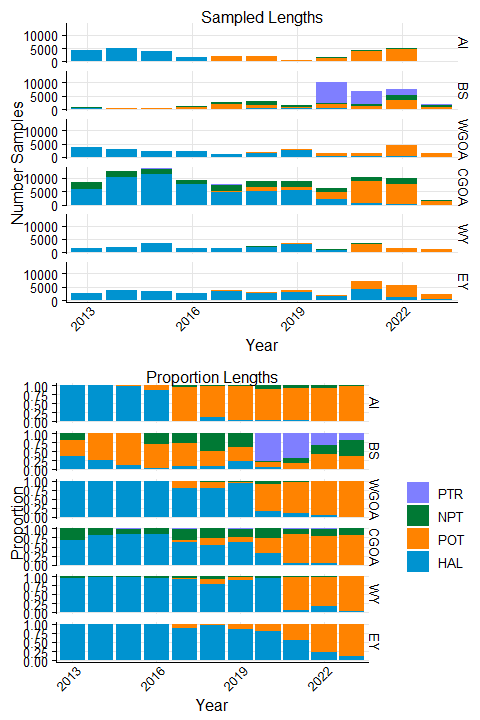 Sampled Lengths
10000
5000
0
AI
10000
5000
0
BS
10000
5000
0
WGOA
10000
5000
0
CGOA
10000
5000
0
WY
10000
5000
0
EY
Number Samples
2013
2016
2019
2022
Year
Proportion Lengths
1.00
0.75
0.50
0.25
0.00
AI
1.00
0.75
0.50
0.25
0.00
BS
1.00
0.75
0.50
0.25
0.00
WGOA
1.00
0.75
0.50
0.25
0.00
CGOA
1.00
0.75
0.50
0.25
0.00
WY
1.00
0.75
0.50
0.25
0.00
EY
Proportion
2013
2016
2019
2022
Year
PTR
NPT
POT
HAL